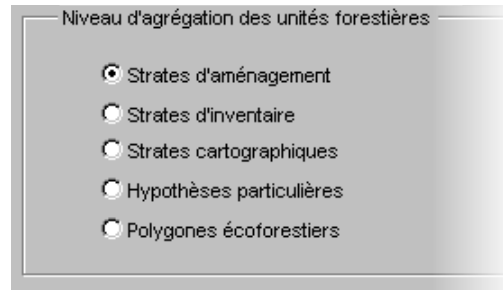 Niveau d'agrégation des unités forestières
Strates d'aménagement
Strates d'inventaire
Strates cartographiques
Hypothèses particulières
Polygones écoforestiers